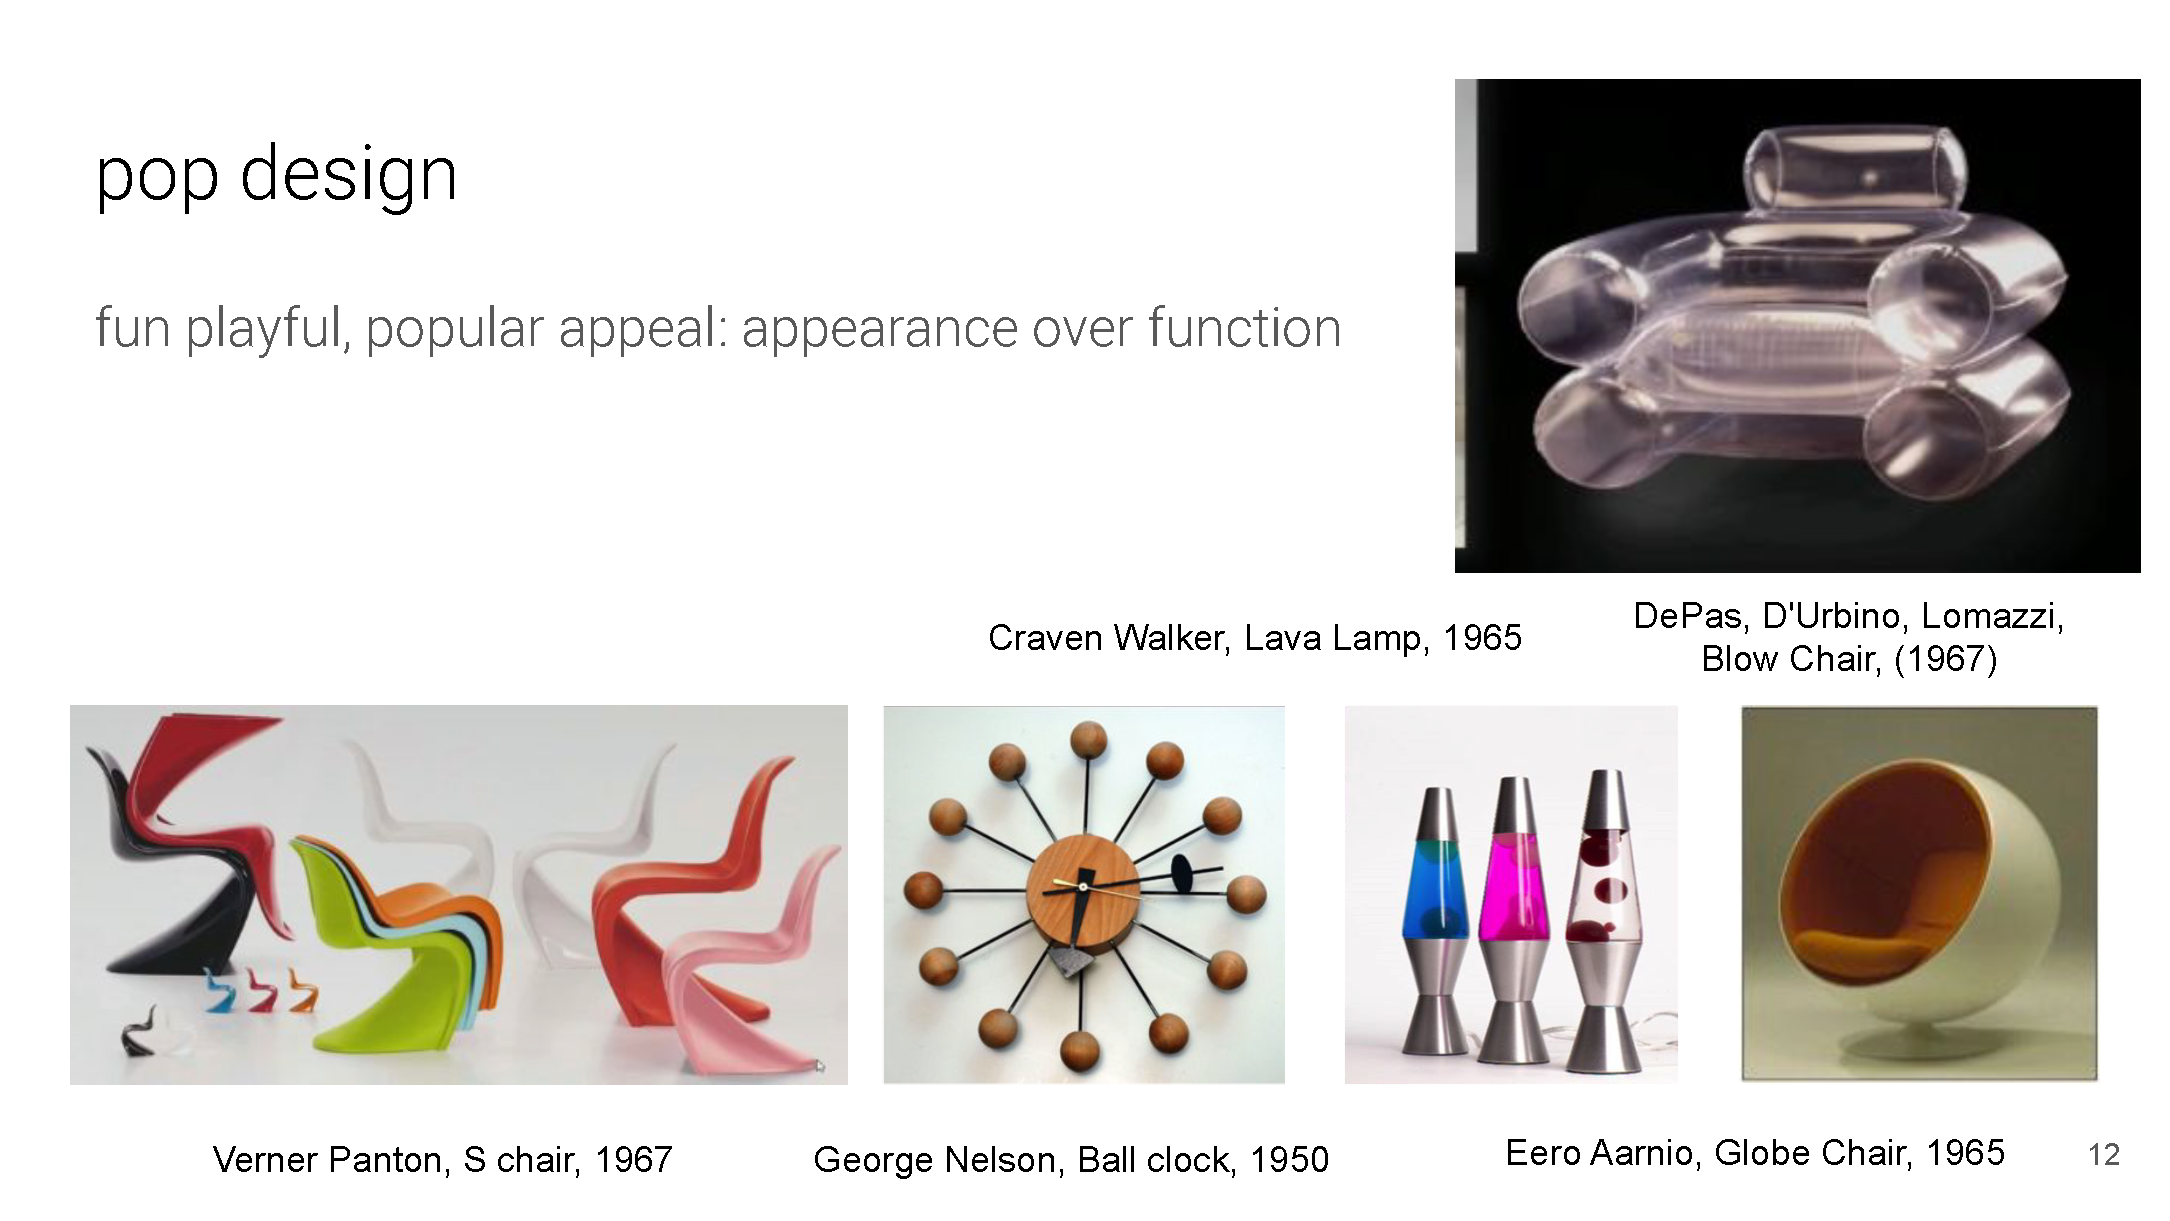 pop design
fun playful, popular appeal: appearance over function
Craven Walker, Lava Lamp, 1965
DePas, D'Urbino, Lomazzi,
Blow Chair, (1967)
Verner Panton, S chair, 1967
George Nelson, Ball clock, 1950
Eero Aarnio, Globe Chair, 1965
12